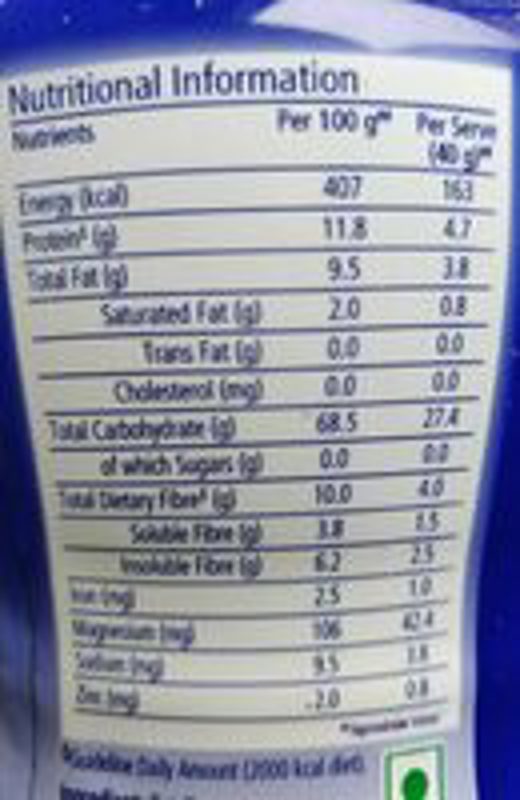 Nutritional Information
Nutrients Per 100 g** Per Serve
(40 g)**
Energy (kcal) 407 163
Protein# (g) 11.8 4.7
Total Fat (g) 9.5 3.8
Saturated Fat (g) 2.0 0.8
Trans Fat (g) 0.0 0.0
Cholesterol (mg) 0.0 0.0
Total Carbohydrate (g) 68.5 27.4
of which Sugars (g) 0.0 0.0
Total Dietary Fibre# (g) 10.0 4.0
Soluble Fibre (g) 3.8 1.5
Insoluble Fibre (g) 6.2 2.5
Iron (mg) 2.5 1.0
Magnesium (mg) 106 42.4
Sodium (mg) 9.5 3.8
Zinc (mg) 2.0 0.8
**approximate values
Guideline Daily Amount (2000 kcal diet).